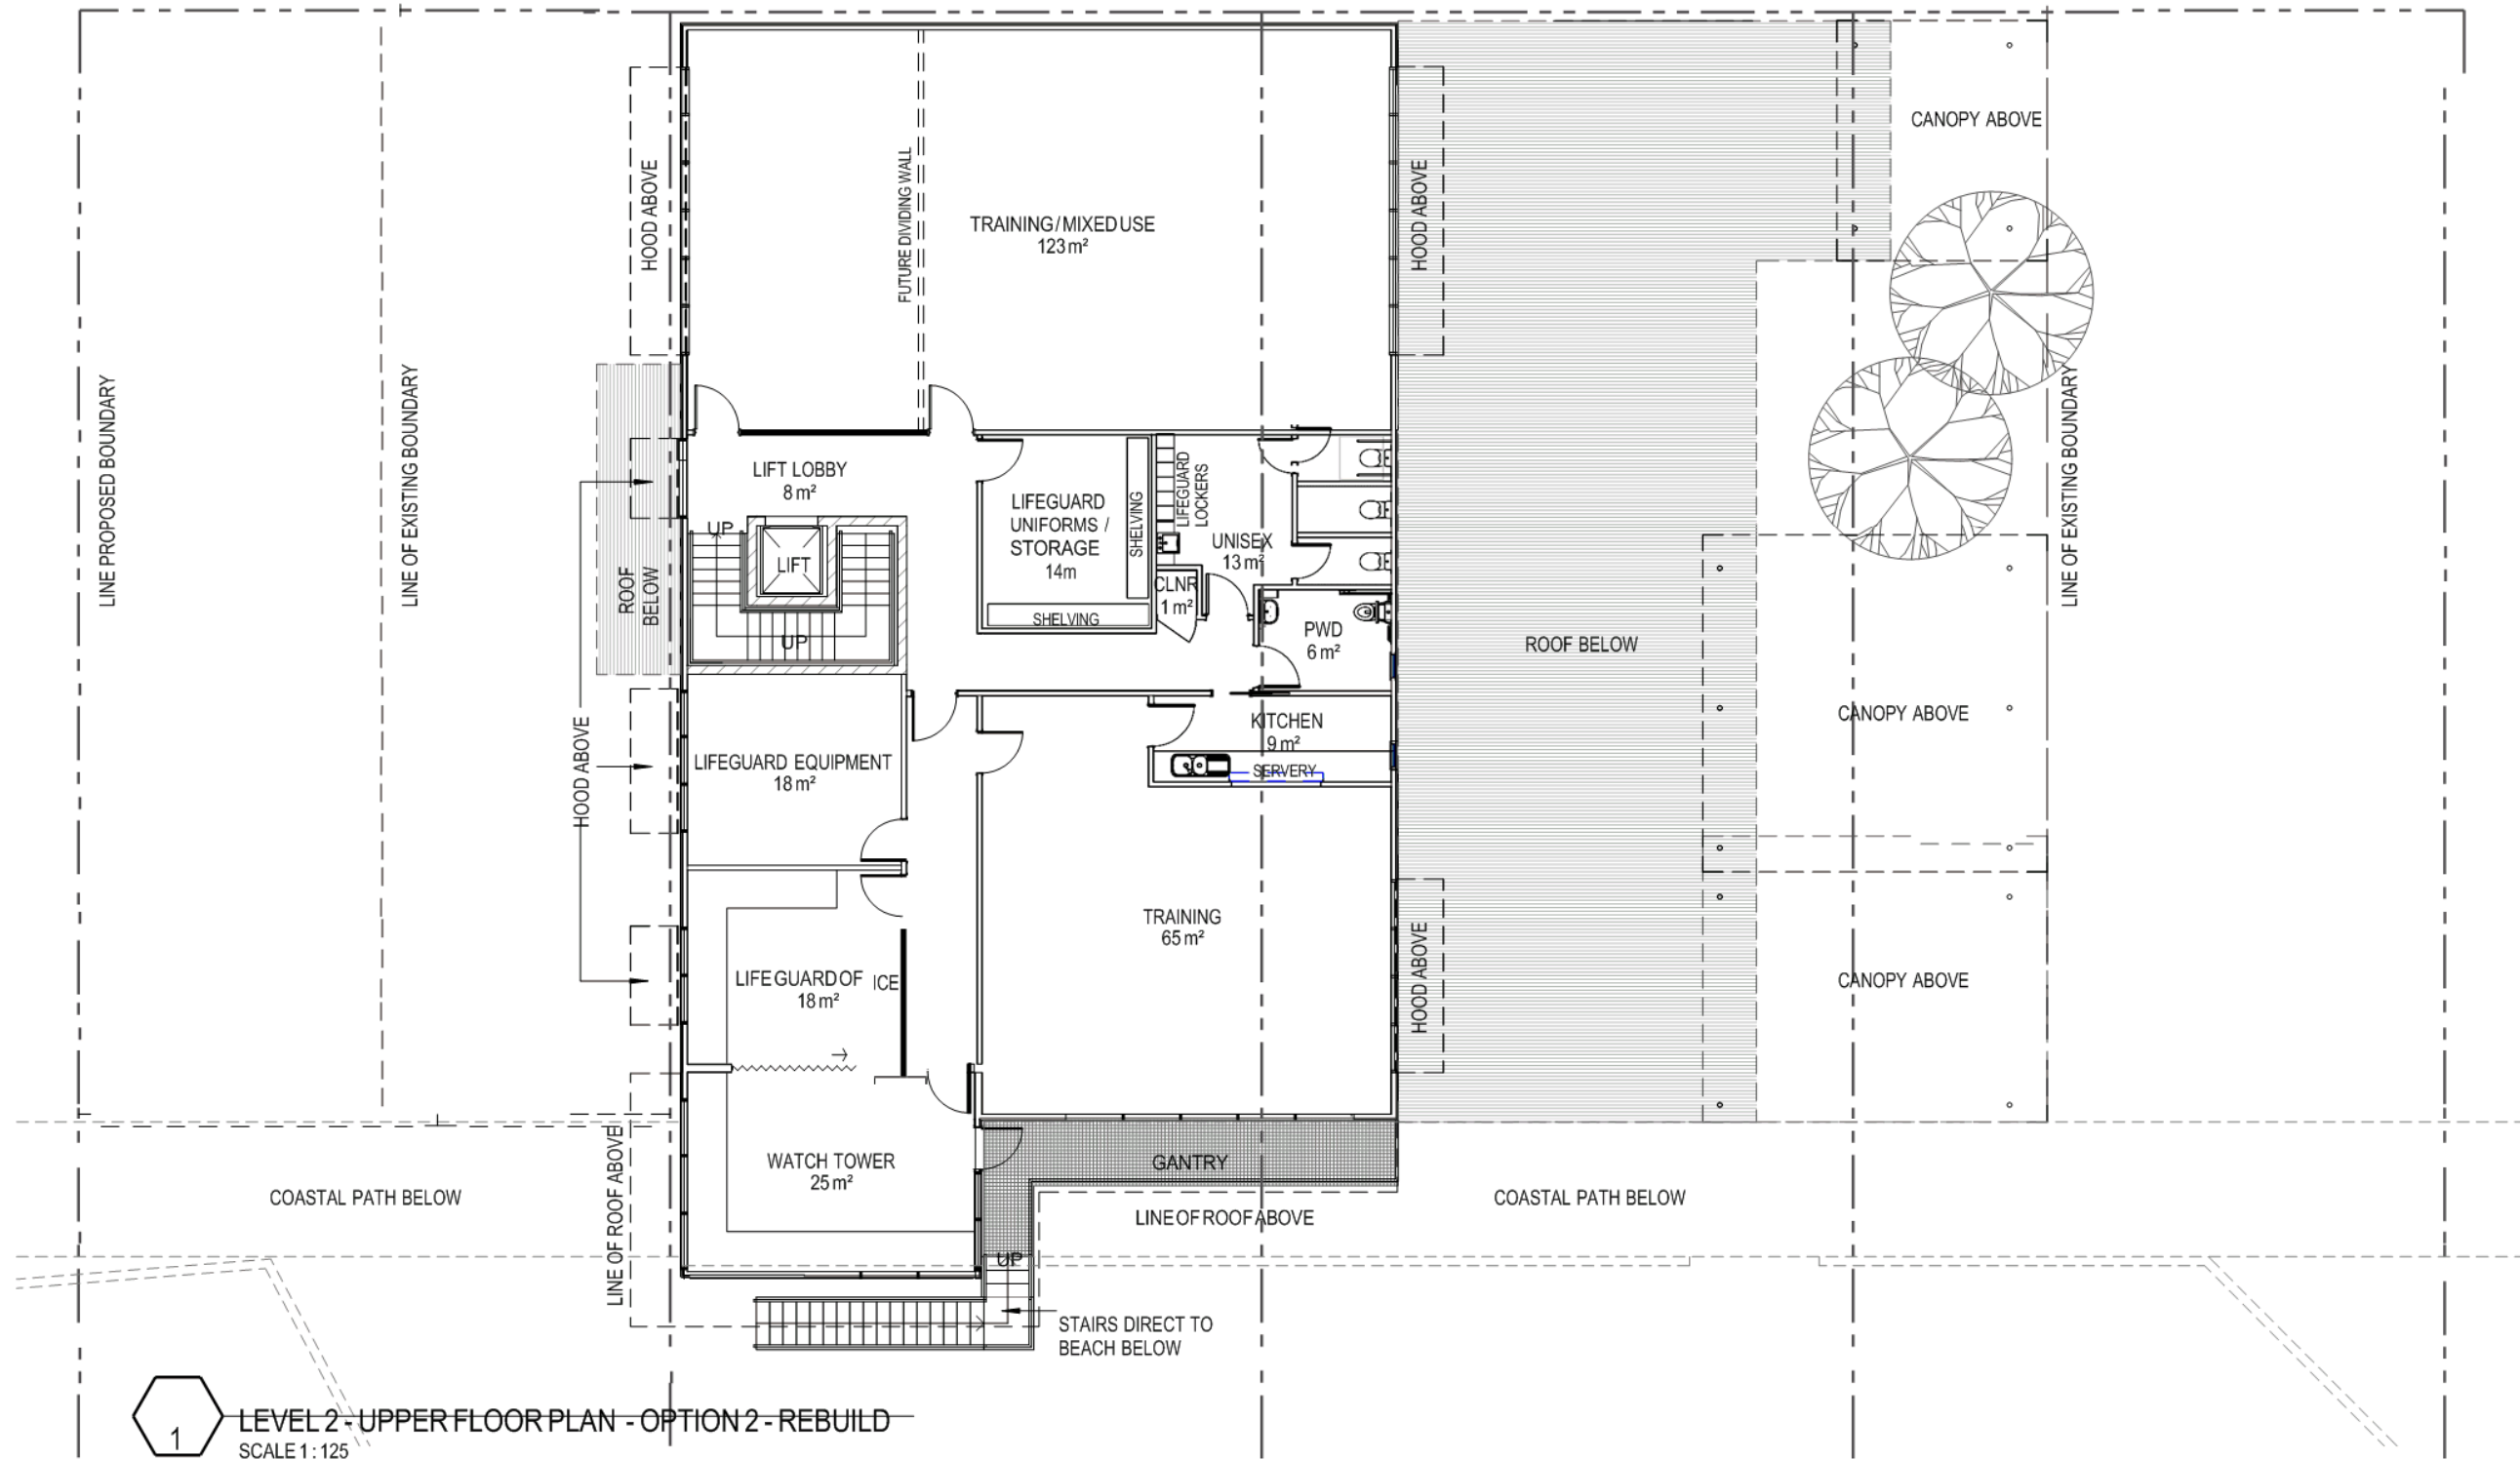 CANOPY ABOVE
HOOD ABOVE
FUTURE DIVIDING WALL
TRAINING / MIXED USE
123 m²
HOOD ABOVE
LINE PROPOSED BOUNDARY
LINE OF EXISTING BOUNDARY
LIFT LOBBY
8 m²
LIFEGUARD
UNIFORMS /
STORAGE
14m
SHELVING
SHELVING
LIFEGUARD
LOCKERS
UNISEX
13 m²
CLNR
1 m²
UP
LIFT
UP
ROOF
BELOW
PWD
6 m²
ROOF BELOW
LINE OF EXISTING BOUNDARY
CANOPY ABOVE
HOOD ABOVE
LIFEGUARD EQUIPMENT
18 m²
KITCHEN
9 m²
SERVERY
TRAINING
65 m²
HOOD ABOVE
CANOPY ABOVE
LIFEGUARD OF ICE
18 m²
WATCH TOWER
25 m²
GANTRY
LINE OF ROOF ABOVE
COASTAL PATH BELOW
LINE OF ROOF ABOVE
COASTAL PATH BELOW
UP
STAIRS DIRECT TO
BEACH BELOW
1
LEVEL 2 - UPPER FLOOR PLAN - OPTION 2 - REBUILD
SCALE 1 : 125